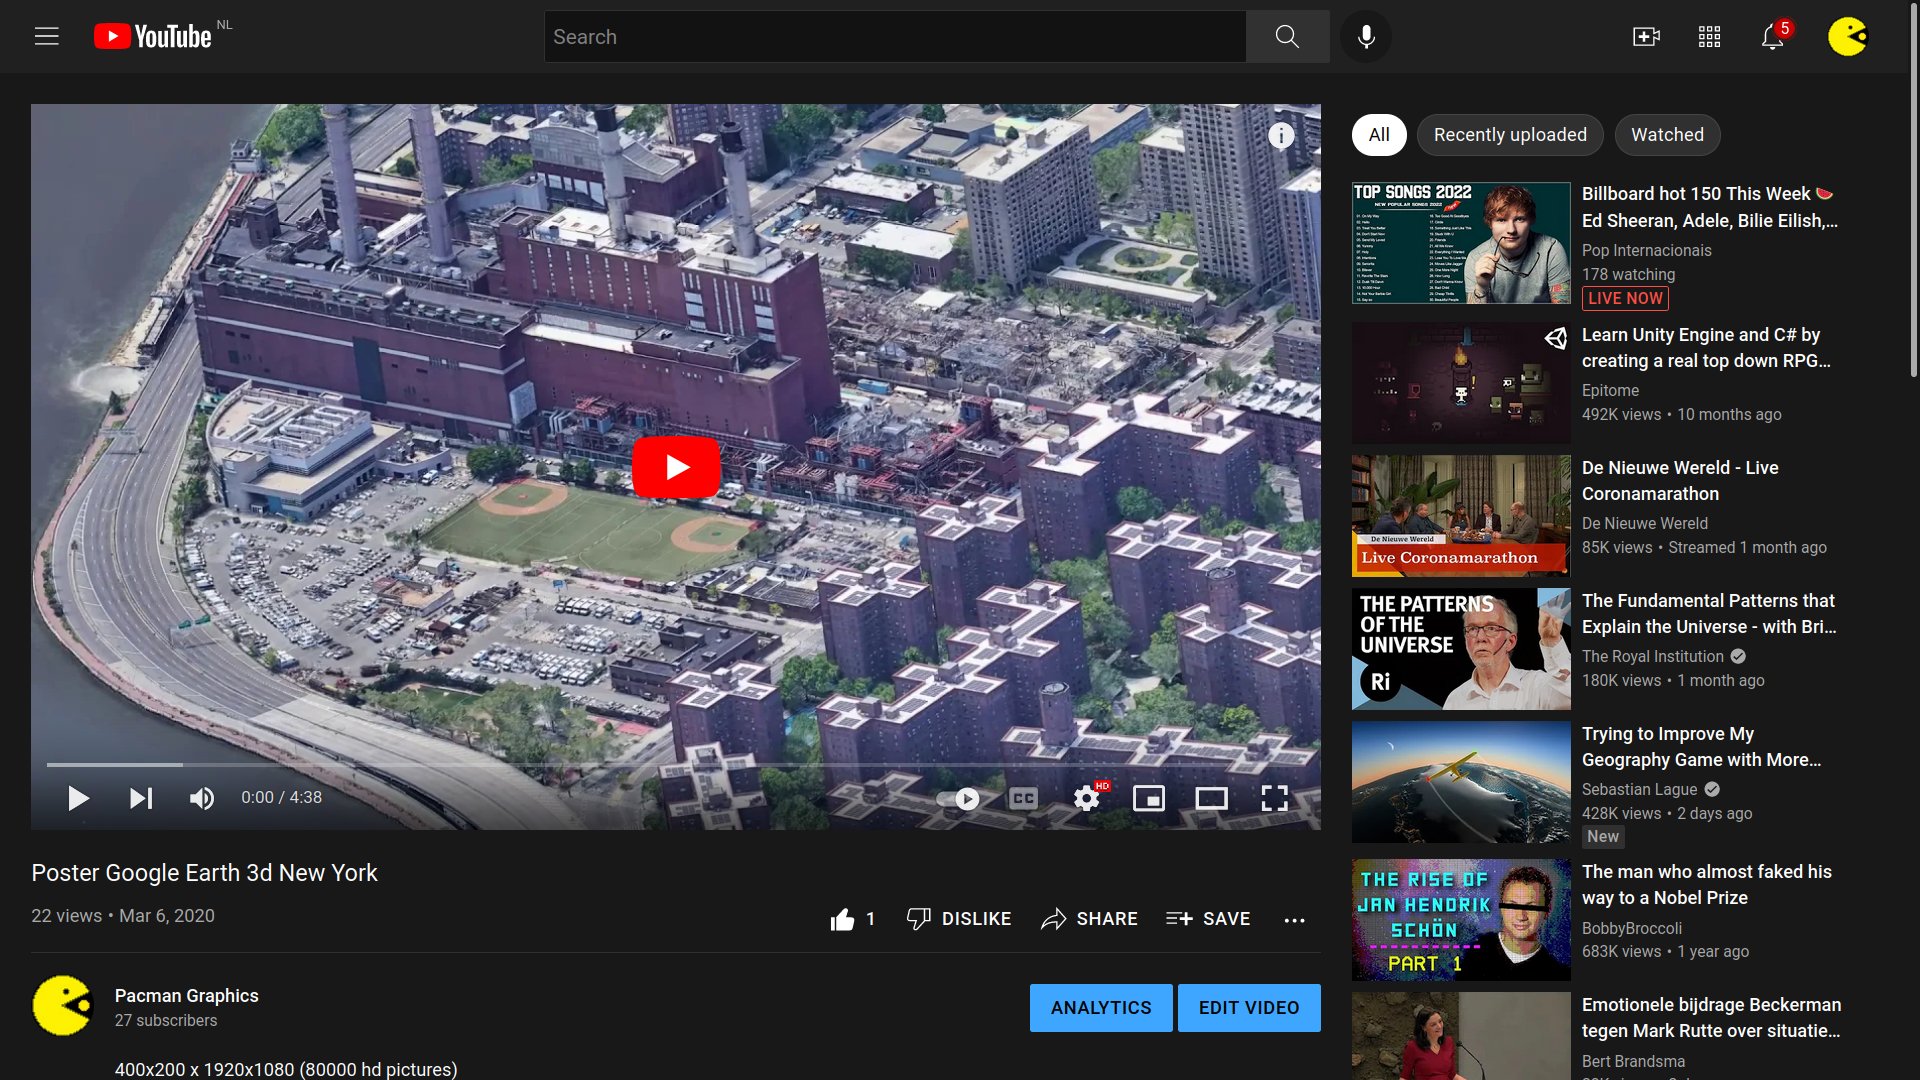 YouTube NL
Search
5
All
Recently uploaded
Watched
i
HD
CC
0:00 / 4:38
Poster Google Earth 3d New York
22 views • Mar 6, 2020
1
DISLIKE
SHARE
SAVE
Pacman Graphics
27 subscribers
ANALYTICS
EDIT VIDEO
400x200 x 1920x1080 (80000 hd pictures)
TOP SONGS 2022
NEW POPULAR SONGS 2022
Billboard hot 150 This Week 🍉
Ed Sheeran, Adele, Bilie Eilish,...
Pop Internacionais
178 watching
LIVE NOW
Learn Unity Engine and C# by
creating a real top down RPG...
Epitome
492K views • 10 months ago
De Nieuwe Wereld
Live Coronamarathon
De Nieuwe Wereld - Live
Coronamarathon
De Nieuwe Wereld
85K views • Streamed 1 month ago
THE PATTERNS
OF THE
UNIVERSE
Ri
The Fundamental Patterns that
Explain the Universe - with Bri...
The Royal Institution
180K views • 1 month ago
Trying to Improve My
Geography Game with More...
Sebastian Lague
428K views • 2 days ago
New
THE RISE OF
JAN HENDRIK
SCHÖN
PART 1
The man who almost faked his
way to a Nobel Prize
BobbyBroccoli
683K views • 1 year ago
Emotionele bijdrage Beckerman
tegen Mark Rutte over situatie...
Bert Brandsma